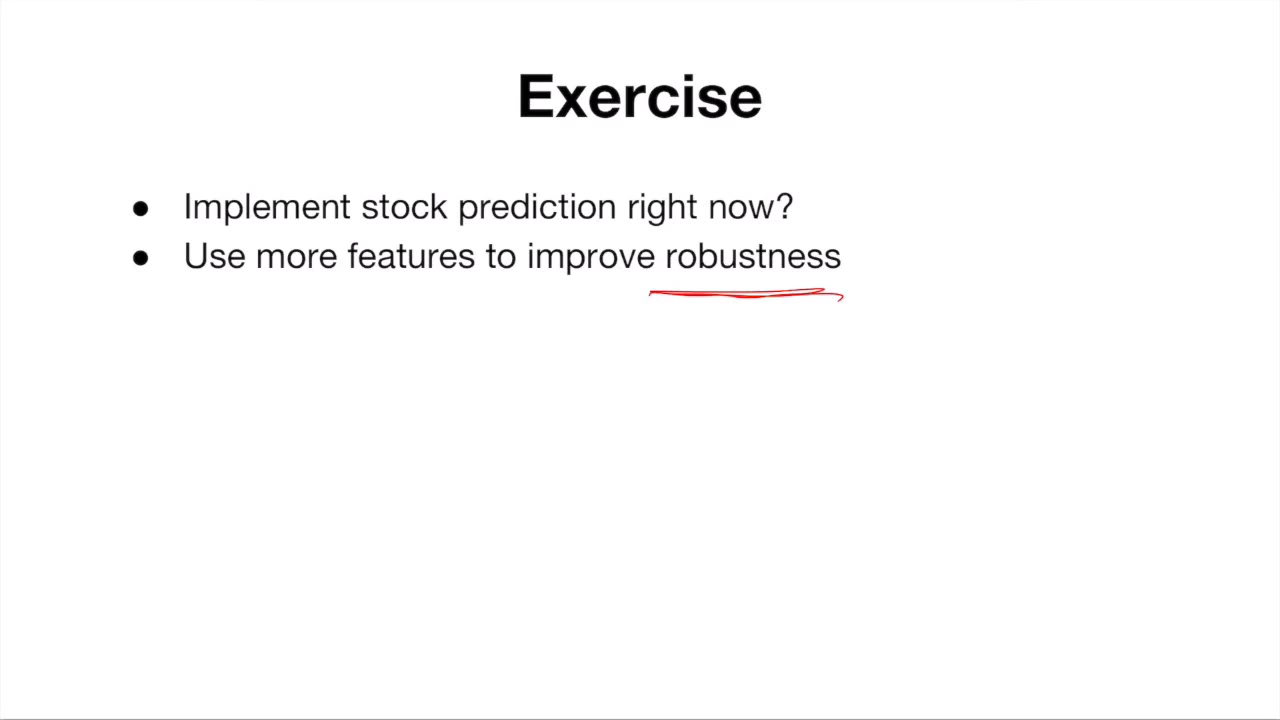 Exercise
● Implement stock prediction right now?
● Use more features to improve robustness